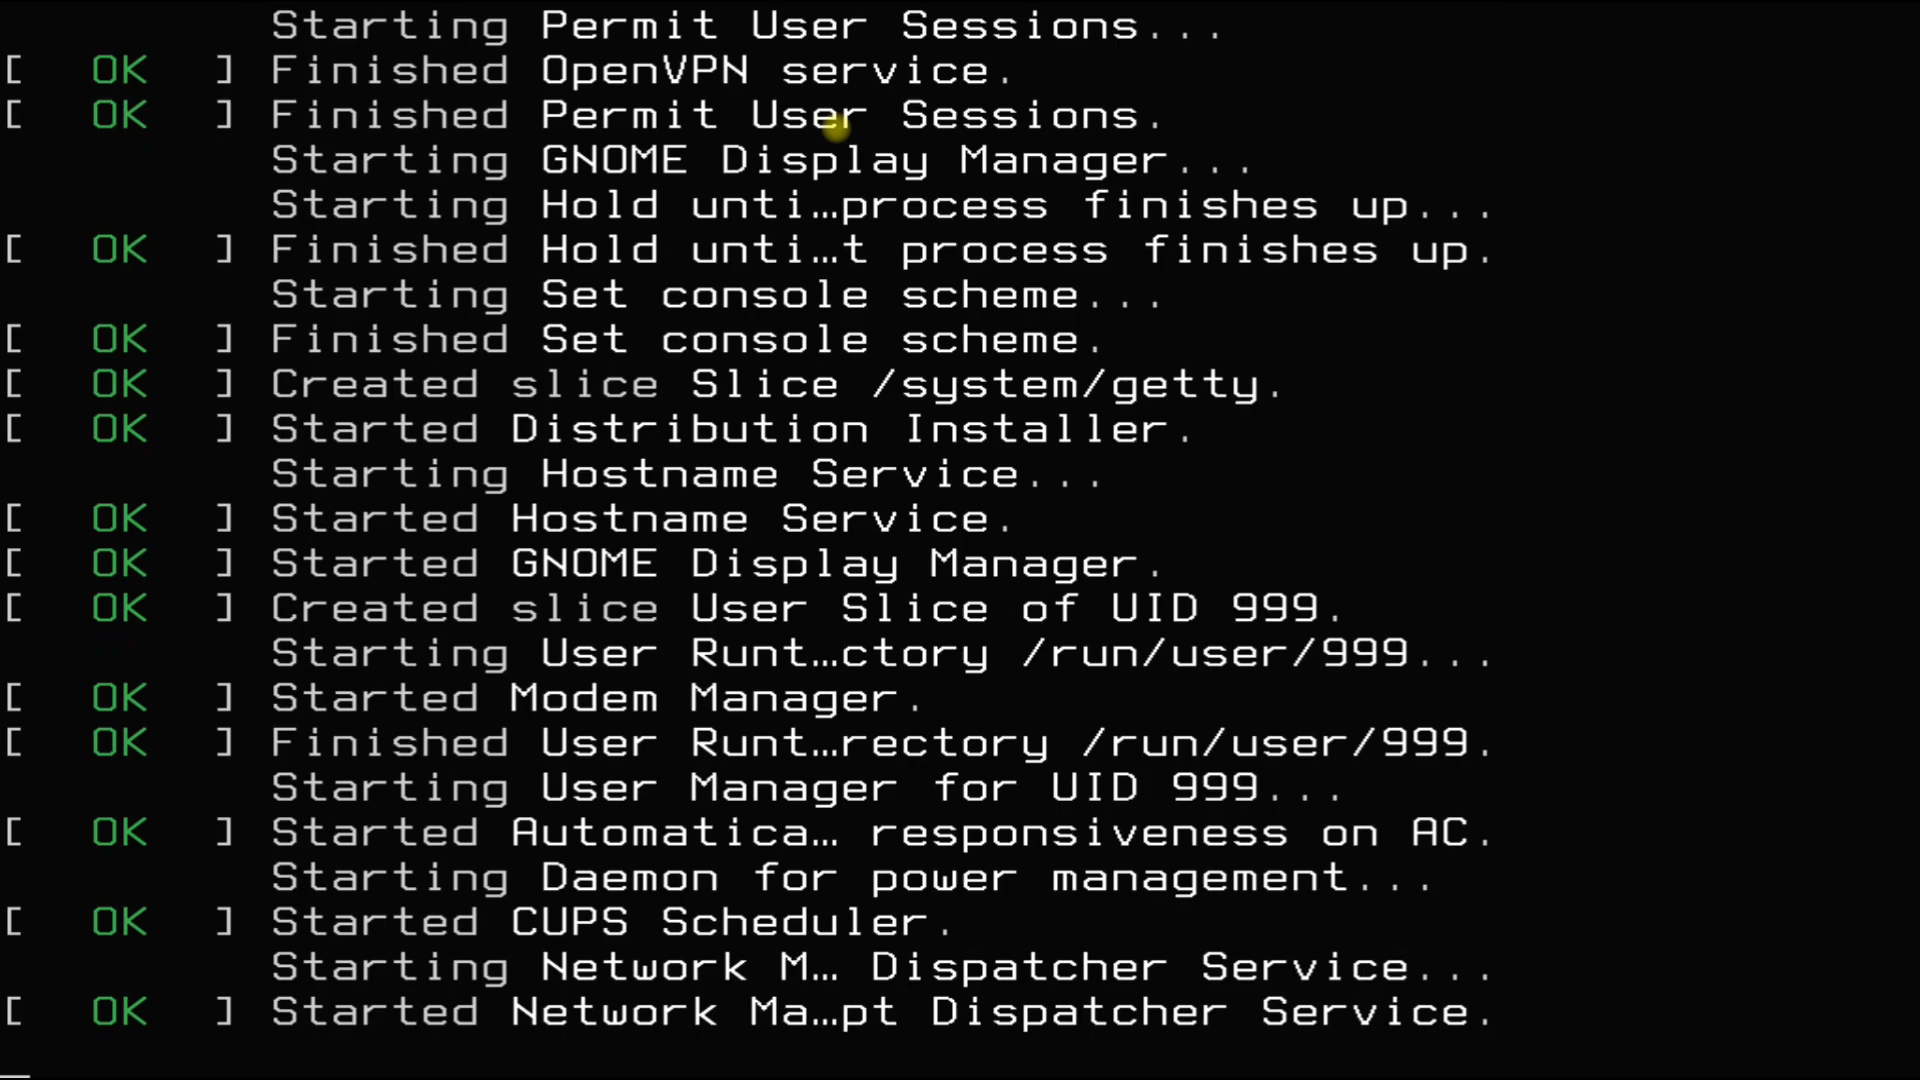 Starting Permit User Sessions...
[ OK ] Finished OpenVPN service.
[ OK ] Finished Permit User Sessions.
Starting GNOME Display Manager...
Starting Hold unti…process finishes up...
[ OK ] Finished Hold unti…t process finishes up.
Starting Set console scheme...
[ OK ] Finished Set console scheme.
[ OK ] Created slice Slice /system/getty.
[ OK ] Started Distribution Installer.
Starting Hostname Service...
[ OK ] Started Hostname Service.
[ OK ] Started GNOME Display Manager.
[ OK ] Created slice User Slice of UID 999.
Starting User Runt…ctory /run/user/999...
[ OK ] Started Modem Manager.
[ OK ] Finished User Runt…rectory /run/user/999.
Starting User Manager for UID 999...
[ OK ] Started Automatica… responsiveness on AC.
Starting Daemon for power management...
[ OK ] Started CUPS Scheduler.
Starting Network M… Dispatcher Service...
[ OK ] Started Network Ma…pt Dispatcher Service.